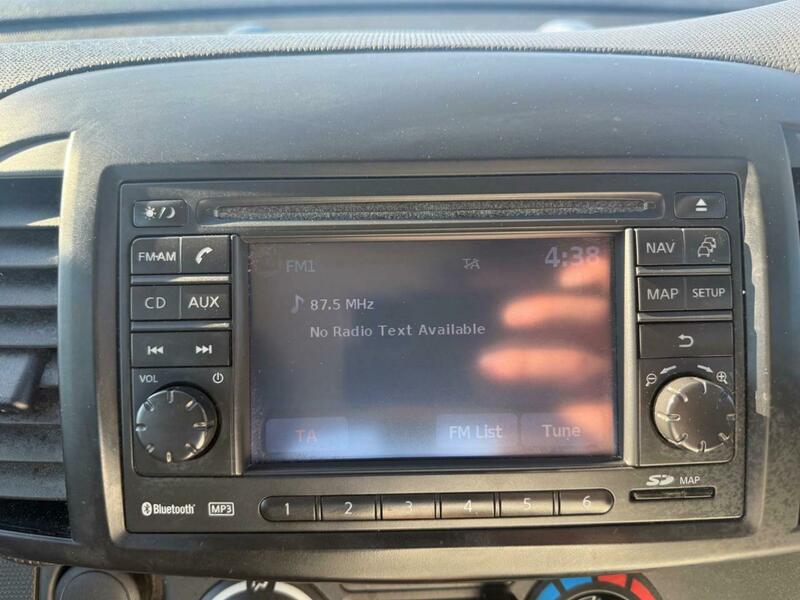 FM·AM
CD AUX
VOL
FM1 TA 4:38
87.5 MHz
No Radio Text Available
TA FM List Tune
NAV
MAP SETUP
Bluetooth MP3
1 2 3 4 5 6
SD MAP